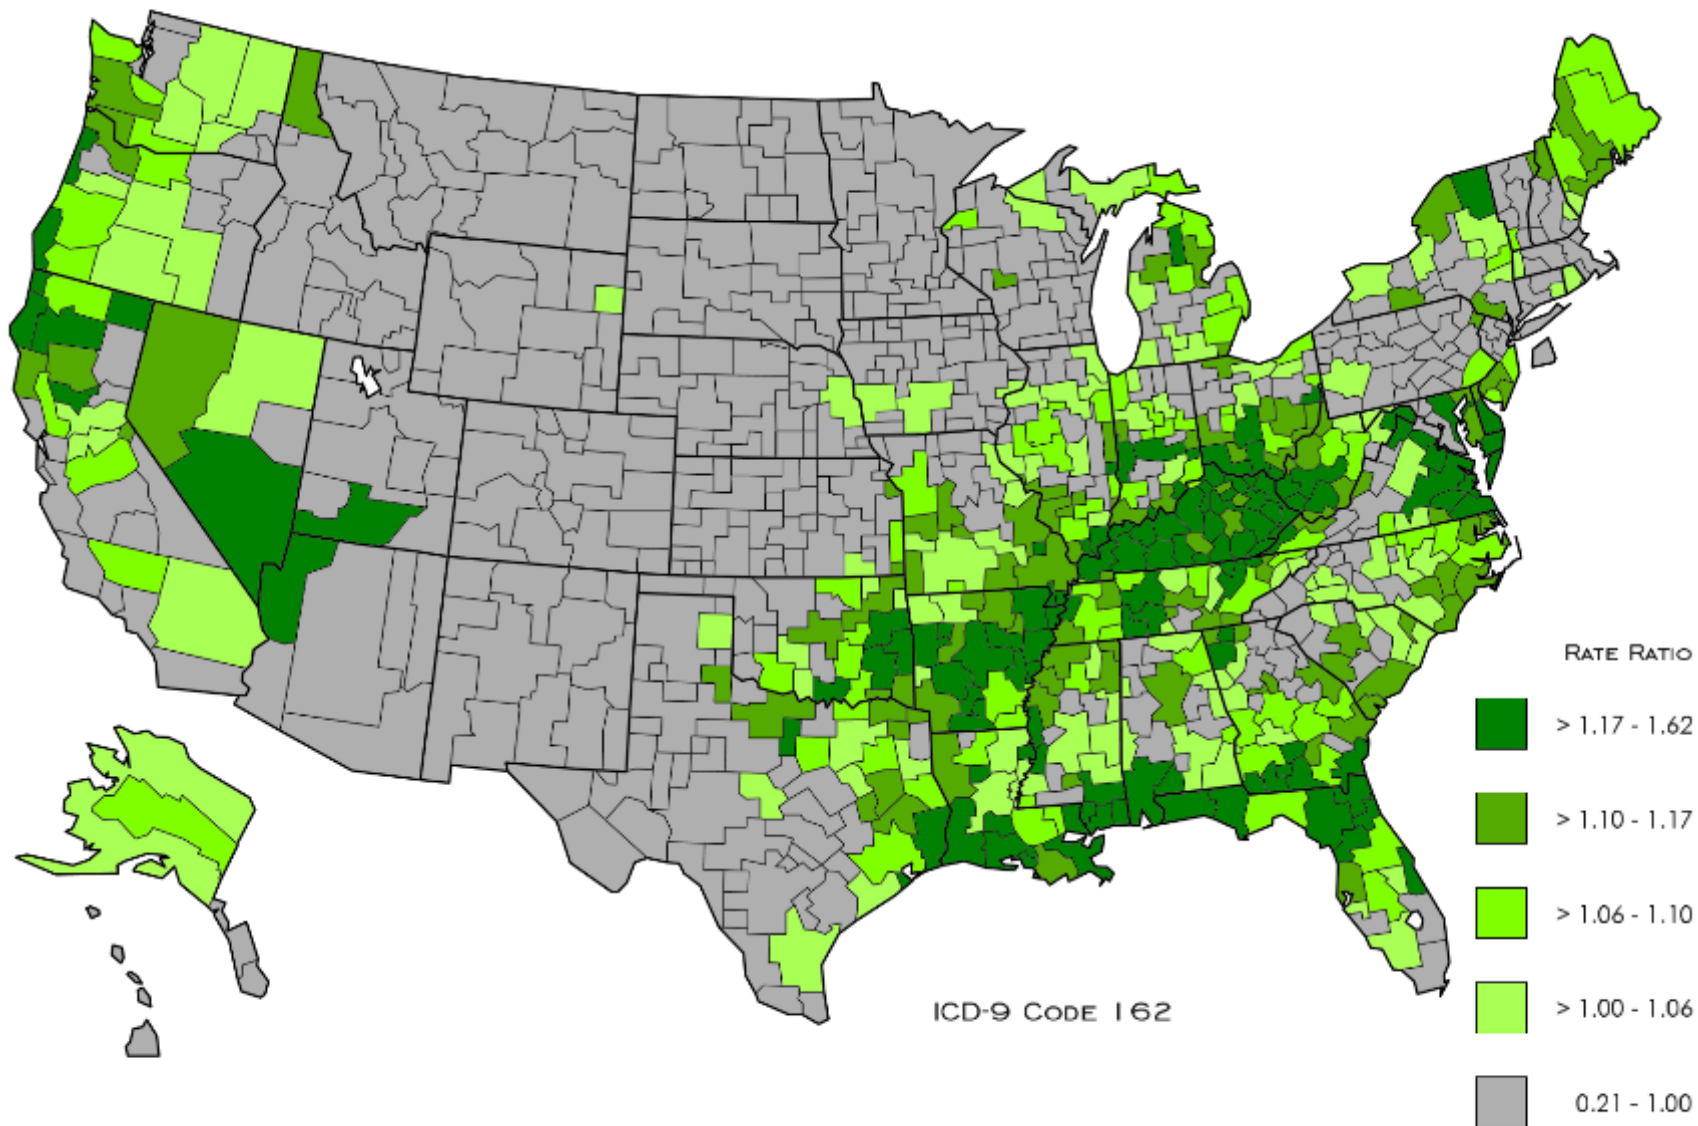 RATE RATIO
> 1.17 - 1.62
> 1.10 - 1.17
> 1.06 - 1.10
> 1.00 - 1.06
0.21 - 1.00
ICD-9 CODE 162